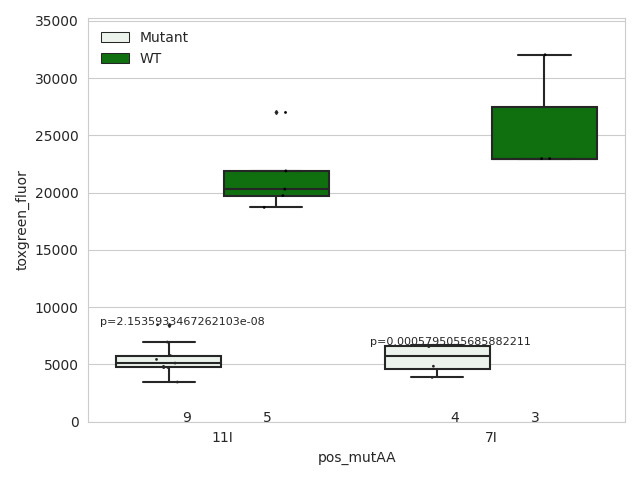 35000
30000
25000
20000
15000
10000
5000
0
toxgreen_fluor
Mutant
WT
p=2.1535933467262103e-08
p=0.0005795055685882211
9
5
4
3
11I
7I
pos_mutAA